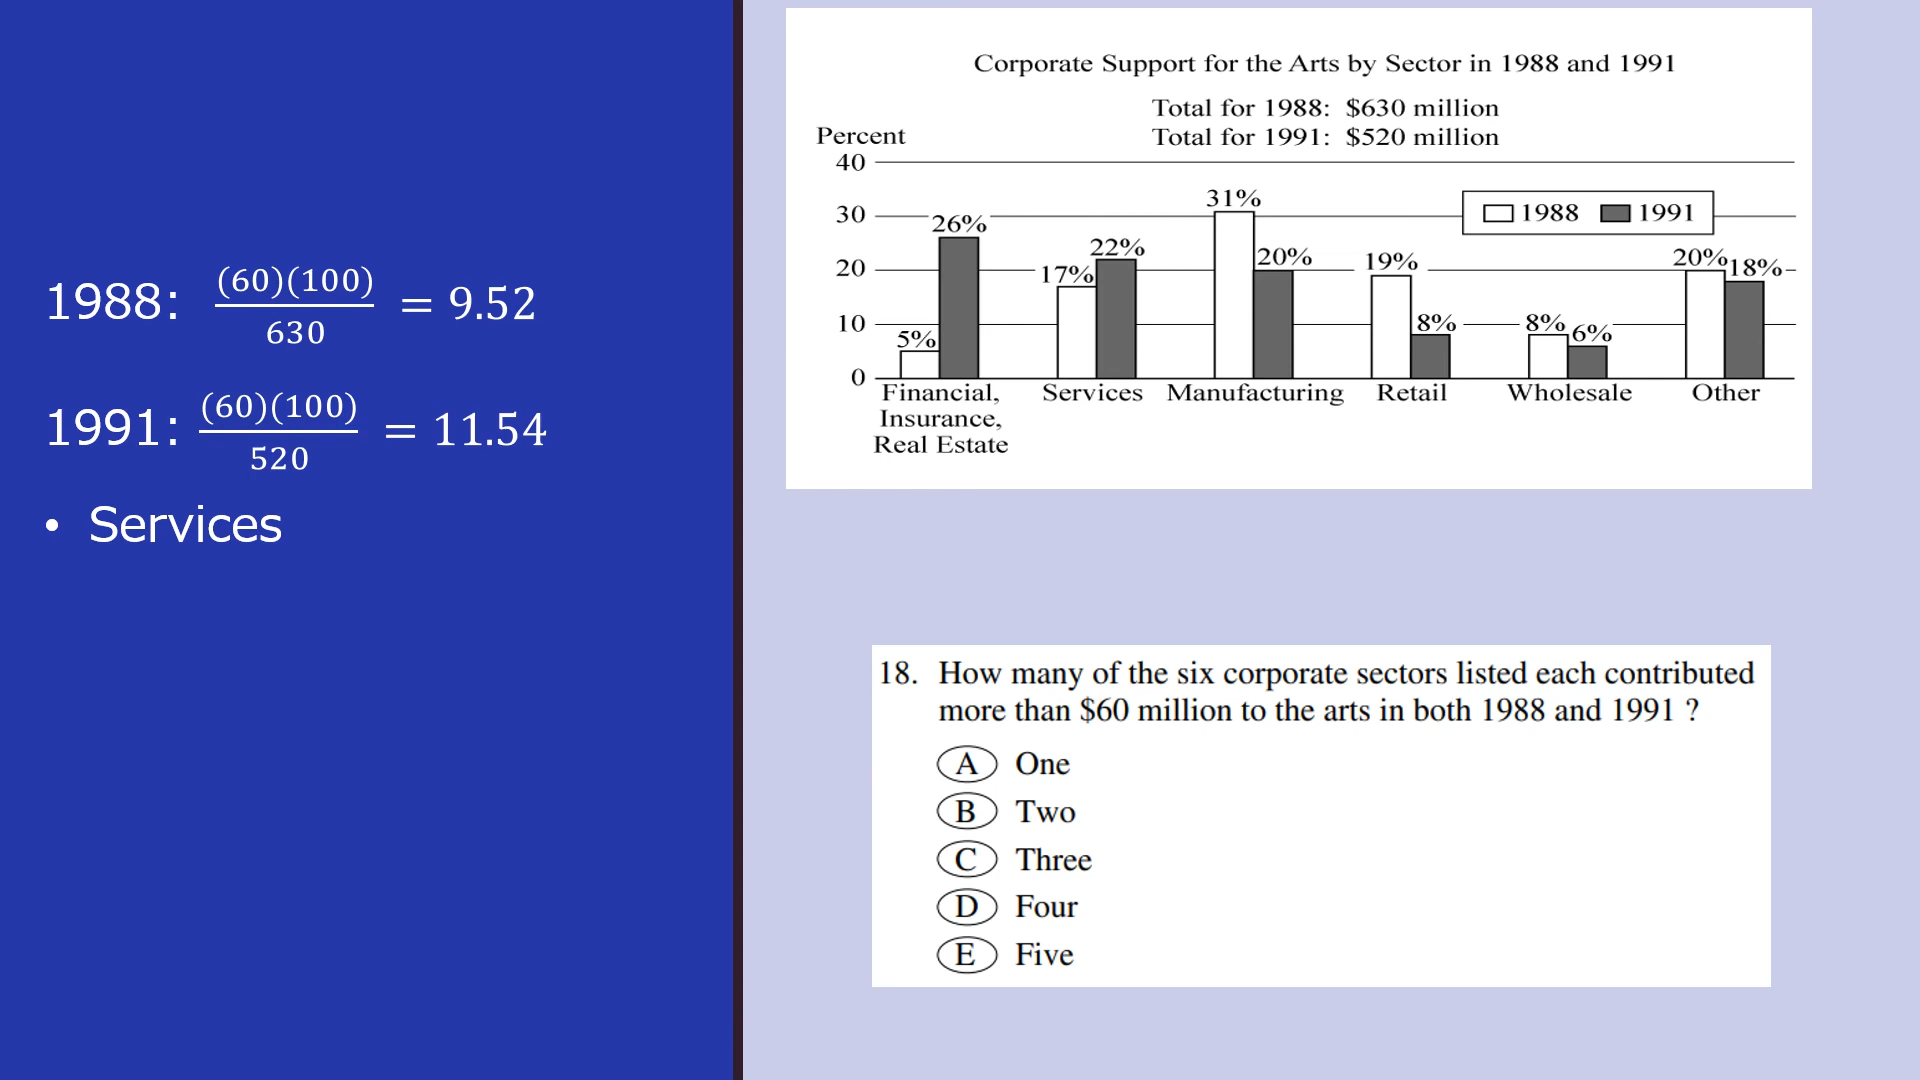 1988: (60)(100)/630 = 9.52
1991: (60)(100)/520 = 11.54
• Services
Corporate Support for the Arts by Sector in 1988 and 1991
Total for 1988: $630 million
Total for 1991: $520 million
Percent
40
30
20
10
0
1988 1991
5% 26%
17% 22%
31% 20%
19% 8%
8% 6%
20% 18%
Financial,
Insurance,
Real Estate
Services
Manufacturing
Retail
Wholesale
Other
18. How many of the six corporate sectors listed each contributed
more than $60 million to the arts in both 1988 and 1991 ?
A One
B Two
C Three
D Four
E Five